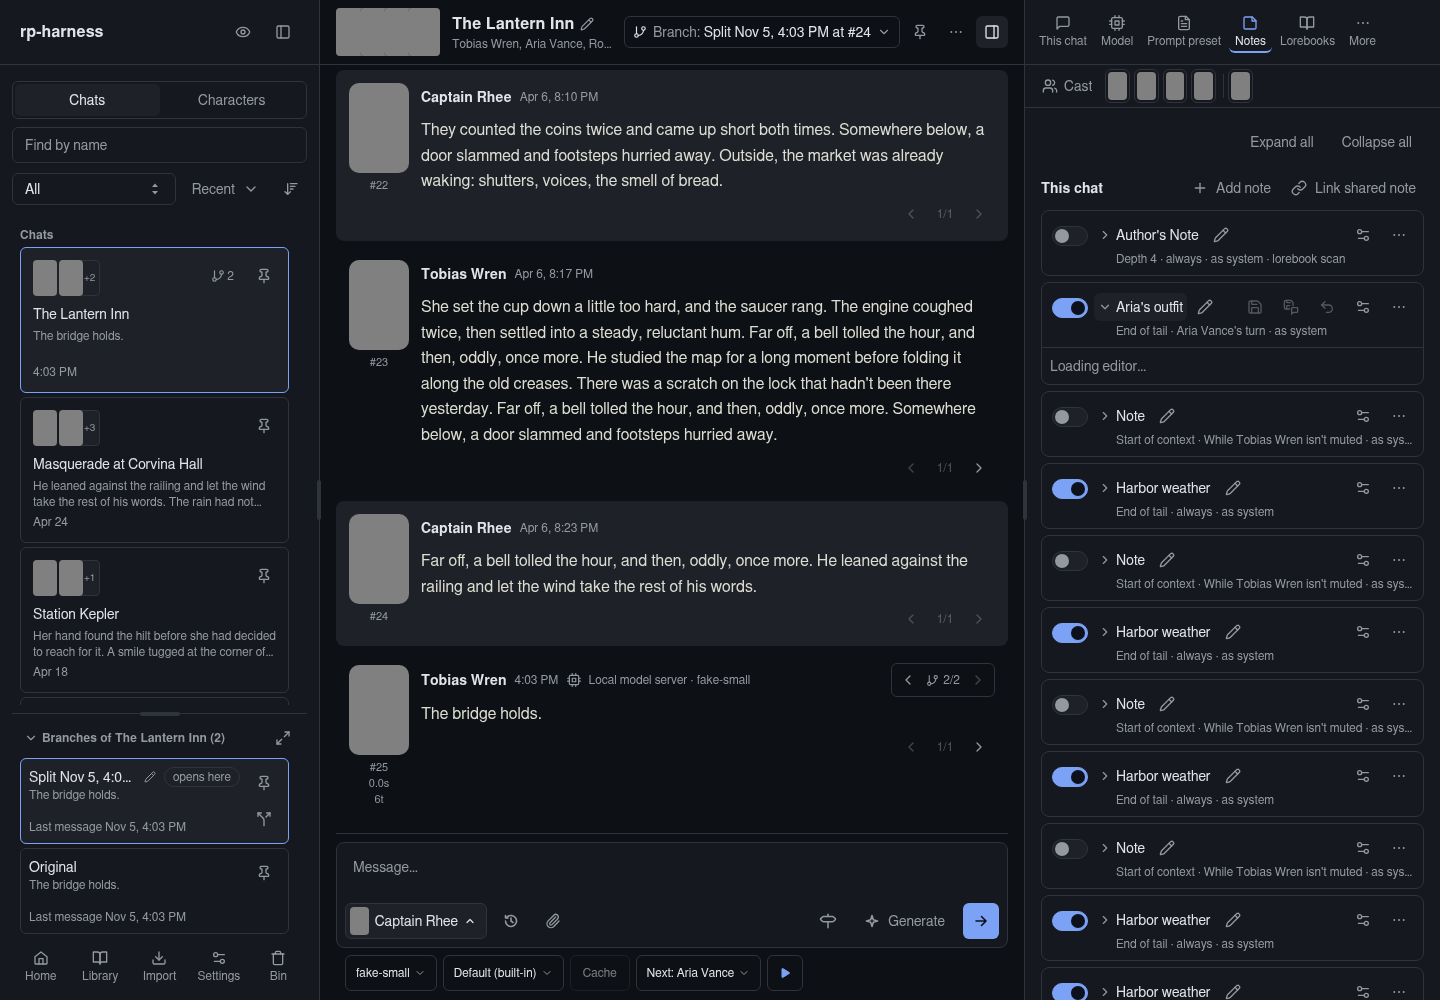 rp-harness
Chats
Characters
Find by name
All
Recent
Chats
+2
2
The Lantern Inn
The bridge holds.
4:03 PM
+3
Masquerade at Corvina Hall
He leaned against the railing and let the wind
take the rest of his words. The rain had not…
Apr 24
+1
Station Kepler
Her hand found the hilt before she had decided
to reach for it. A smile tugged at the corner of…
Apr 18
Branches of The Lantern Inn (2)
Split Nov 5, 4:0…
opens here
The bridge holds.
Last message Nov 5, 4:03 PM
Original
The bridge holds.
Last message Nov 5, 4:03 PM
Home
Library
Import
Settings
Bin
The Lantern Inn
Tobias Wren, Aria Vance, Ro…
Branch: Split Nov 5, 4:03 PM at #24
Captain Rhee Apr 6, 8:10 PM
They counted the coins twice and came up short both times. Somewhere below, a
door slammed and footsteps hurried away. Outside, the market was already
waking: shutters, voices, the smell of bread.
#22
1/1
Tobias Wren Apr 6, 8:17 PM
She set the cup down a little too hard, and the saucer rang. The engine coughed
twice, then settled into a steady, reluctant hum. Far off, a bell tolled the hour, and
then, oddly, once more. He studied the map for a long moment before folding it
along the old creases. There was a scratch on the lock that hadn't been there
yesterday. Far off, a bell tolled the hour, and then, oddly, once more. Somewhere
below, a door slammed and footsteps hurried away.
#23
1/1
Captain Rhee Apr 6, 8:23 PM
Far off, a bell tolled the hour, and then, oddly, once more. He leaned against the
railing and let the wind take the rest of his words.
#24
1/1
Tobias Wren 4:03 PM Local model server · fake-small
2/2
The bridge holds.
1/1
#25
0.0s
6t
Message…
Captain Rhee
Generate
fake-small
Default (built-in)
Cache
Next: Aria Vance
This chat
Model
Prompt preset
Notes
Lorebooks
More
Cast
Expand all
Collapse all
This chat
Add note
Link shared note
Author's Note
Depth 4 · always · as system · lorebook scan
Aria's outfit
End of tail · Aria Vance's turn · as system
Loading editor…
Note
Start of context · While Tobias Wren isn't muted · as sys…
Harbor weather
End of tail · always · as system
Note
Start of context · While Tobias Wren isn't muted · as sys…
Harbor weather
End of tail · always · as system
Note
Start of context · While Tobias Wren isn't muted · as sys…
Harbor weather
End of tail · always · as system
Note
Start of context · While Tobias Wren isn't muted · as sys…
Harbor weather
End of tail · always · as system
Harbor weather